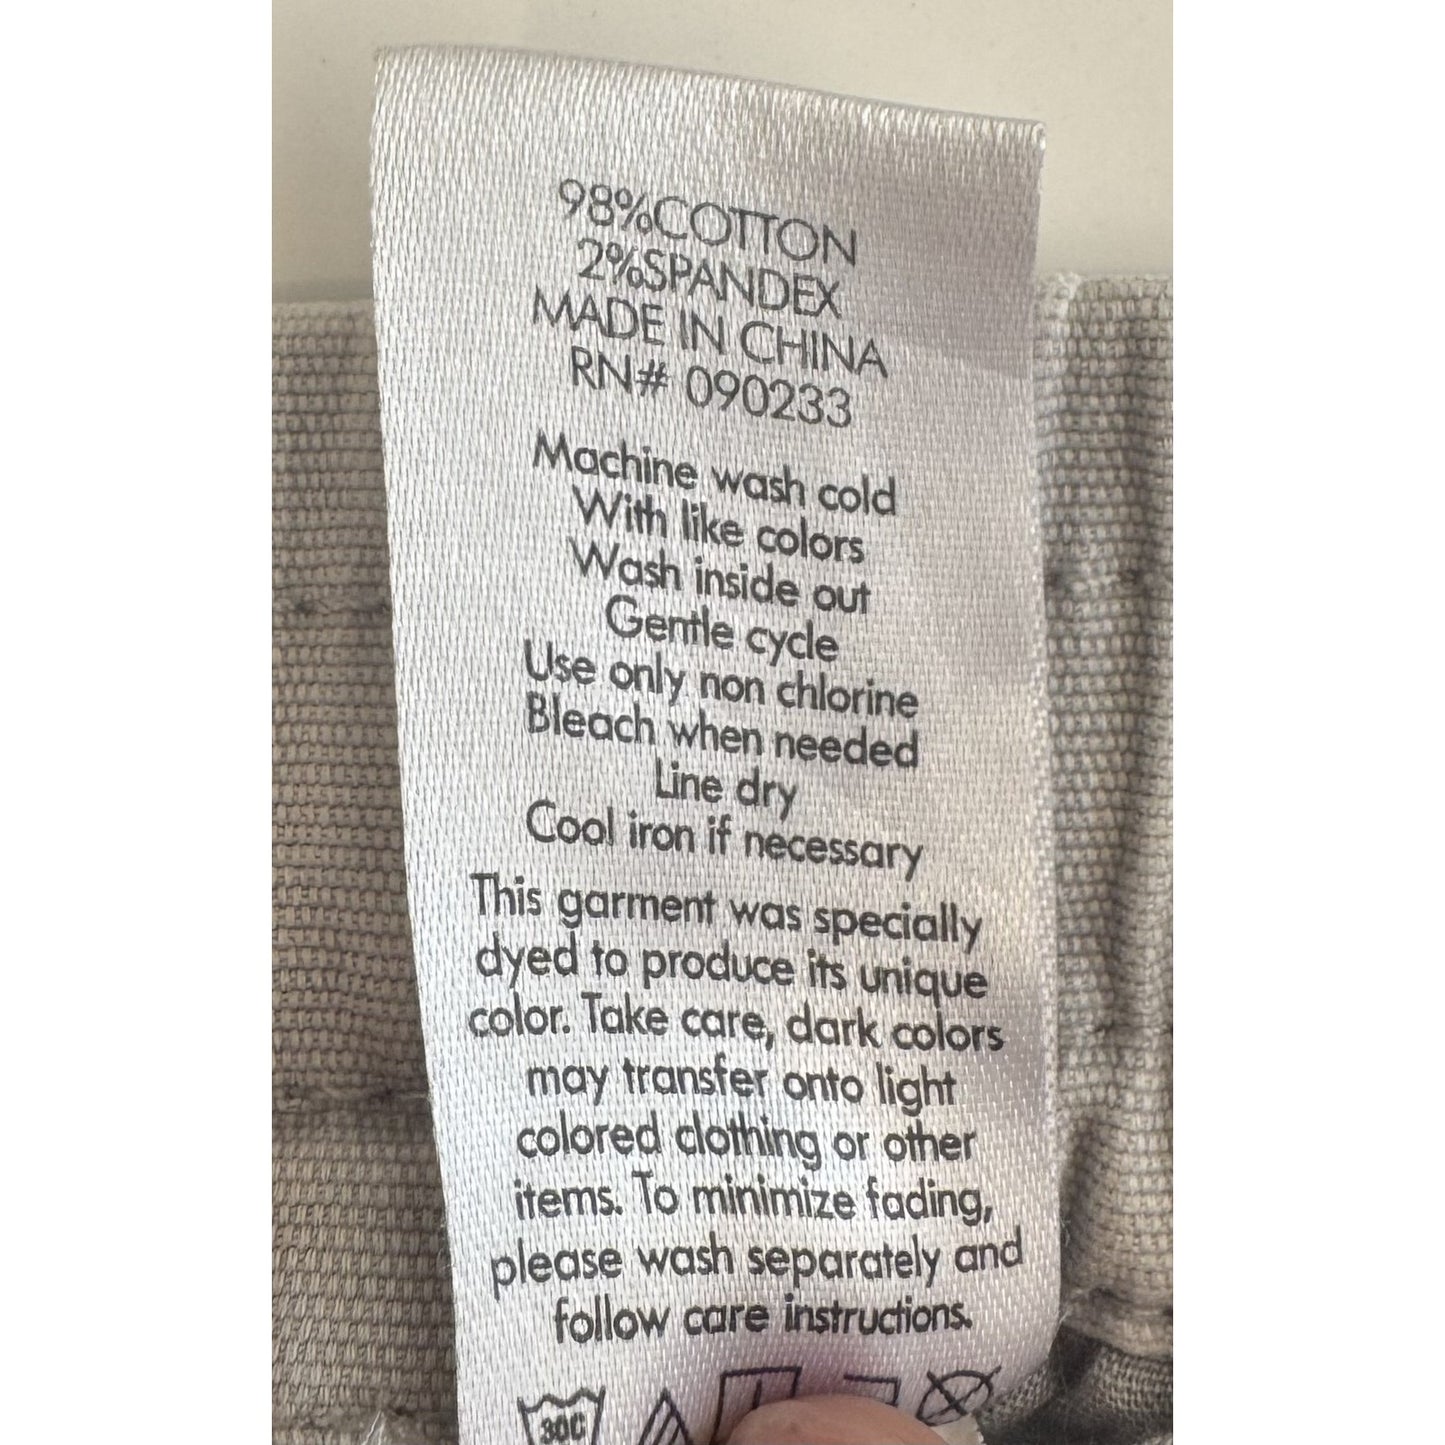 98%COTTON
2%SPANDEX
MADE IN CHINA
RN# 090233
Machine wash cold
With like colors
Wash inside out
Gentle cycle
Use only non chlorine
Bleach when needed
Line dry
Cool iron if necessary
This garment was specially
dyed to produce its unique
color. Take care, dark colors
may transfer onto light
colored clothing or other
items. To minimize fading,
please wash separately and
follow care instructions.
30C